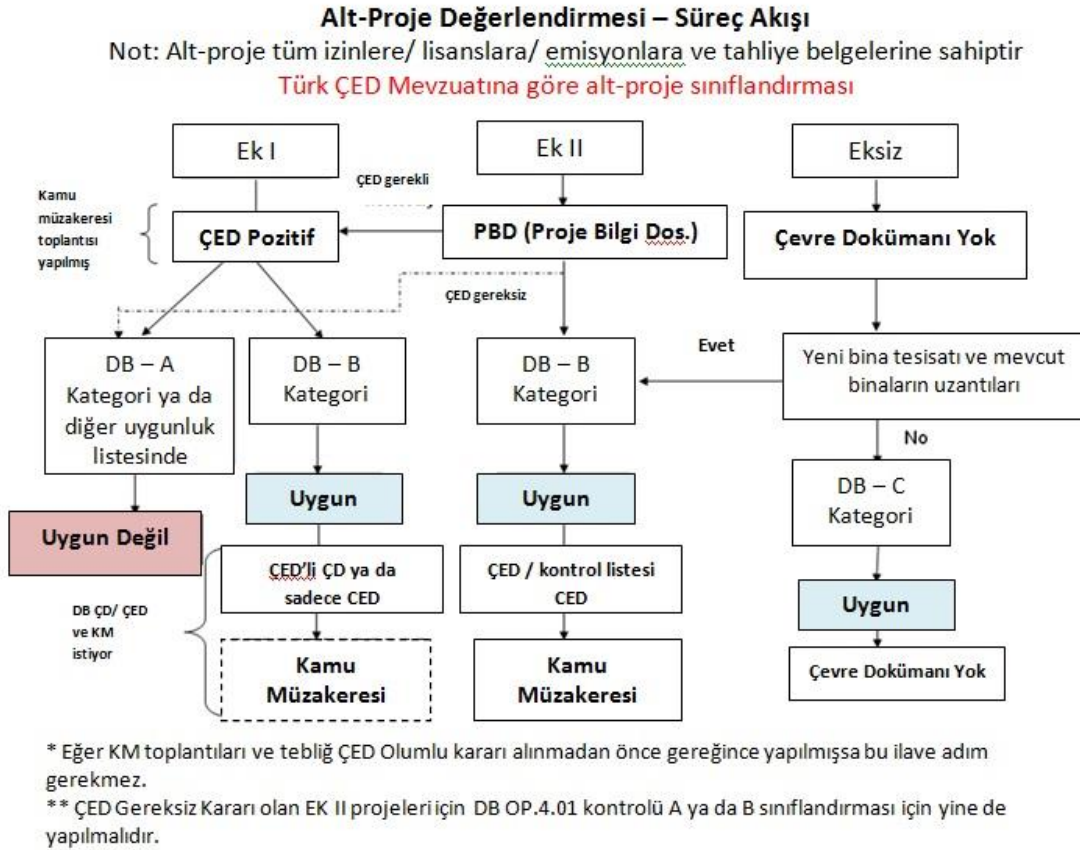 Alt-Proje Değerlendirmesi – Süreç Akışı
Not: Alt-proje tüm izinlere/ lisanslara/ emisyonlara ve tahliye belgelerine sahiptir
Türk ÇED Mevzuatına göre alt-proje sınıflandırması
Ek I
Ek II
Eksiz
ÇED gerekli
Kamu
müzakeresi
toplantısı
yapılmış
ÇED Pozitif
PBD (Proje Bilgi Dos.)
Çevre Dokümanı Yok
ÇED gereksiz
DB – A
Kategori ya da
diğer uygunluk
listesinde
DB – B
Kategori
DB – B
Kategori
Evet
Yeni bina tesisatı ve mevcut
binaların uzantıları
No
DB – C
Kategori
Uygun Değil
Uygun
Uygun
Uygun
DB ÇD/ ÇED
ve KM
istiyor
ÇED’li ÇD ya da
sadece CED
ÇED / kontrol listesi
CED
Kamu
Müzakeresi
Kamu
Müzakeresi
Çevre Dokümanı Yok
* Eğer KM toplantıları ve tebliğ ÇED Olumlu kararı alınmadan önce gereğince yapılmışsa bu ilave adım
gerekmez.
** ÇED Gereksiz Kararı olan EK II projeleri için DB OP.4.01 kontrolü A ya da B sınıflandırması için yine de
yapılmalıdır.